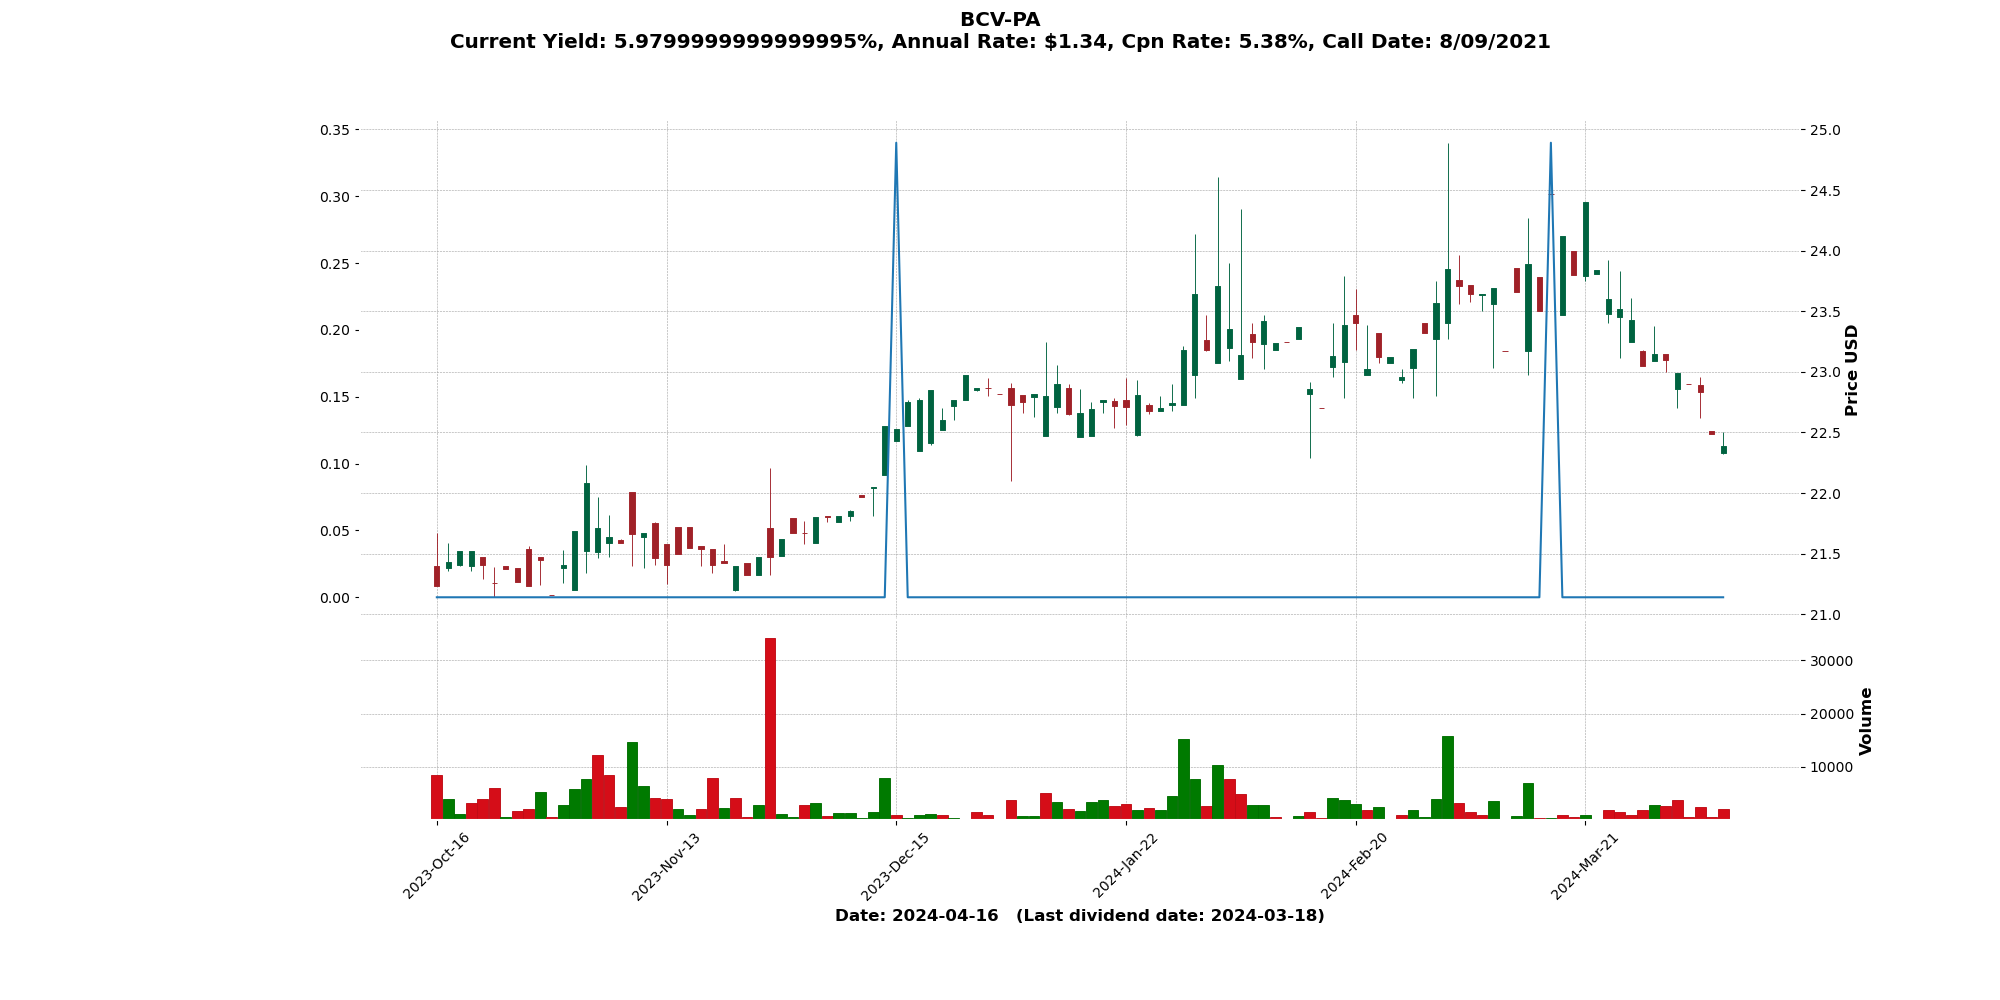 BCV-PA
Current Yield: 5.9799999999999995%, Annual Rate: $1.34, Cpn Rate: 5.38%, Call Date: 8/09/2021
0.35
0.30
0.25
0.20
0.15
0.10
0.05
0.00
25.0
24.5
24.0
23.5
23.0
22.5
22.0
21.5
21.0
Price USD
30000
20000
10000
Volume
2023-Oct-16
2023-Nov-13
2023-Dec-15
2024-Jan-22
2024-Feb-20
2024-Mar-21
Date: 2024-04-16   (Last dividend date: 2024-03-18)